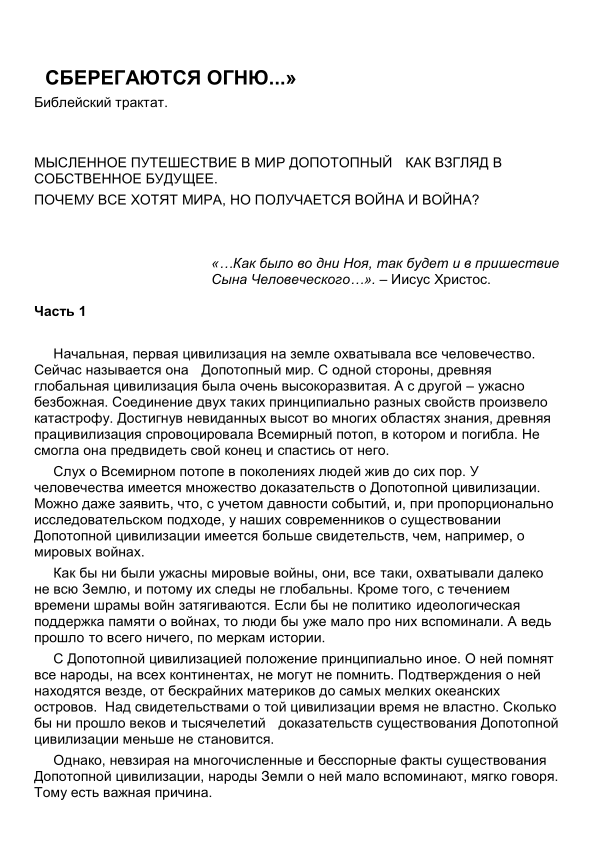 СБЕРЕГАЮТСЯ ОГНЮ...»
Библейский трактат.
МЫСЛЕННОЕ ПУТЕШЕСТВИЕ В МИР ДОПОТОПНЫЙ КАК ВЗГЛЯД В
СОБСТВЕННОЕ БУДУЩЕЕ.
ПОЧЕМУ ВСЕ ХОТЯТ МИРА, НО ПОЛУЧАЕТСЯ ВОЙНА И ВОЙНА?
«…Как было во дни Ноя, так будет и в пришествие
Сына Человеческого…». – Иисус Христос.
Часть 1
Начальная, первая цивилизация на земле охватывала все человечество.
Сейчас называется она Допотопный мир. С одной стороны, древняя
глобальная цивилизация была очень высокоразвитая. А с другой – ужасно
безбожная. Соединение двух таких принципиально разных свойств произвело
катастрофу. Достигнув невиданных высот во многих областях знания, древняя
працивилизация спровоцировала Всемирный потоп, в котором и погибла. Не
смогла она предвидеть свой конец и спастись от него.
Слух о Всемирном потопе в поколениях людей жив до сих пор. У
человечества имеется множество доказательств о Допотопной цивилизации.
Можно даже заявить, что, с учетом давности событий, и, при пропорционально
исследовательском подходе, у наших современников о существовании
Допотопной цивилизации имеется больше свидетельств, чем, например, о
мировых войнах.
Как бы ни были ужасны мировые войны, они, все таки, охватывали далеко
не всю Землю, и потому их следы не глобальны. Кроме того, с течением
времени шрамы войн затягиваются. Если бы не политико идеологическая
поддержка памяти о войнах, то люди бы уже мало про них вспоминали. А ведь
прошло то всего ничего, по меркам истории.
С Допотопной цивилизацией положение принципиально иное. О ней помнят
все народы, на всех континентах, не могут не помнить. Подтверждения о ней
находятся везде, от бескрайних материков до самых мелких океанских
островов. Над свидетельствами о той цивилизации время не властно. Сколько
бы ни прошло веков и тысячелетий доказательств существования Допотопной
цивилизации меньше не становится.
Однако, невзирая на многочисленные и бесспорные факты существования
Допотопной цивилизации, народы Земли о ней мало вспоминают, мягко говоря.
Тому есть важная причина.